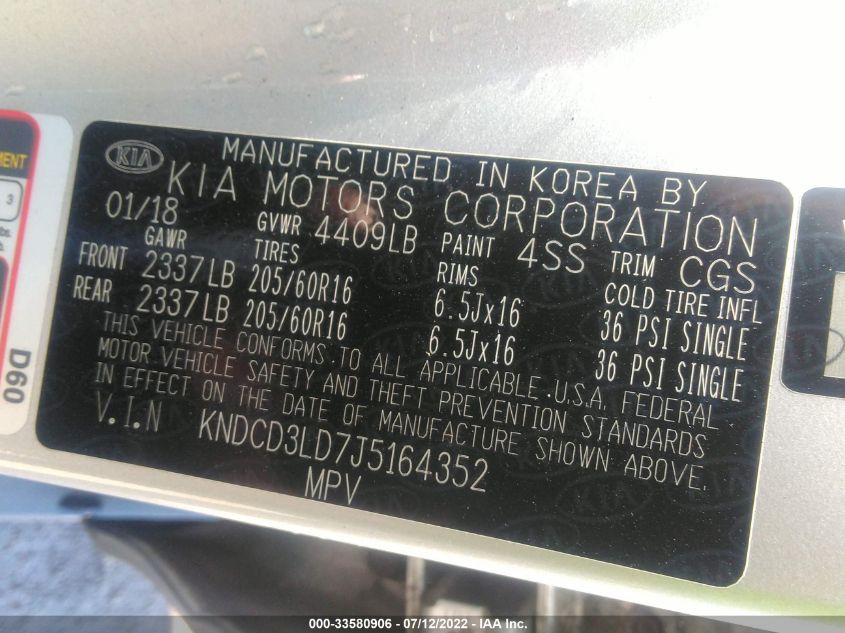 KIA
MANUFACTURED IN KOREA BY
KIA MOTORS CORPORATION
01/18 GVWR 4409LB PAINT 4SS TRIM CGS
GAWR TIRES RIMS COLD TIRE INFL
FRONT 2337LB 205/60R16 6.5Jx16 36 PSI SINGLE
REAR 2337LB 205/60R16 6.5Jx16 36 PSI SINGLE
THIS VEHICLE CONFORMS TO ALL APPLICABLE .U.S.A. FEDERAL
MOTOR VEHICLE SAFETY AND THEFT PREVENTION STANDARDS
IN EFFECT ON THE DATE OF MANUFACTURE SHOWN ABOVE.
V.I.N KNDCD3LD7J5164352
MPV
MENT
3
D60
000-33580906 - 07/12/2022 - IAA Inc.